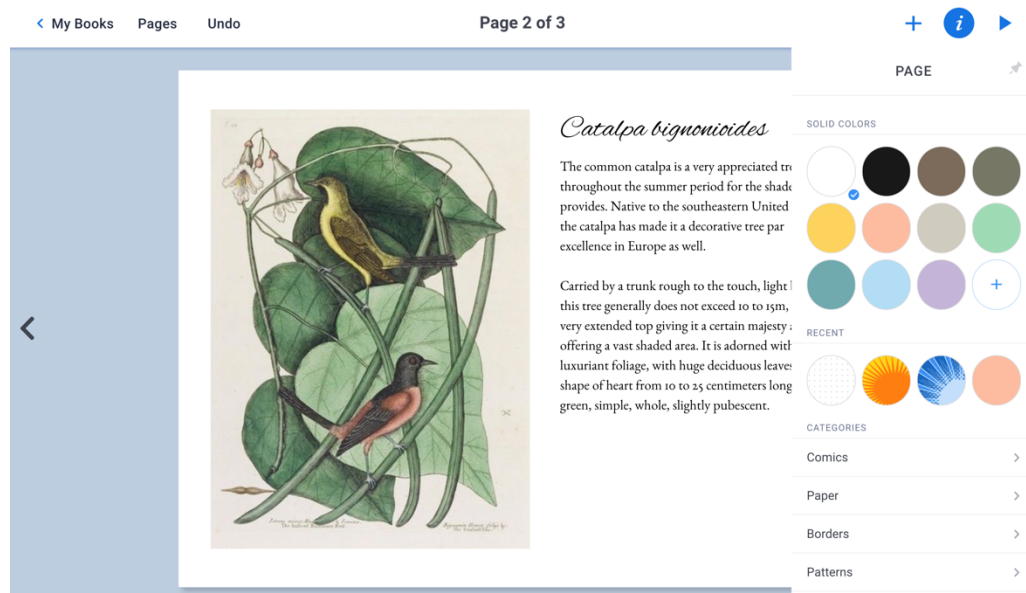 My Books
Pages
Undo
Page 2 of 3
i
PAGE
Catalpa bignonioides
The common catalpa is a very appreciated tre
throughout the summer period for the shade
provides. Native to the southeastern United
the catalpa has made it a decorative tree par
excellence in Europe as well.
Carried by a trunk rough to the touch, light
this tree generally does not exceed 10 to 15m,
very extended top giving it a certain majesty a
offering a vast shaded area. It is adorned with
luxuriant foliage, with huge deciduous leaves
shape of heart from 10 to 25 centimeters long
green, simple, whole, slightly pubescent.
SOLID COLORS
RECENT
CATEGORIES
Comics
Paper
Borders
Patterns